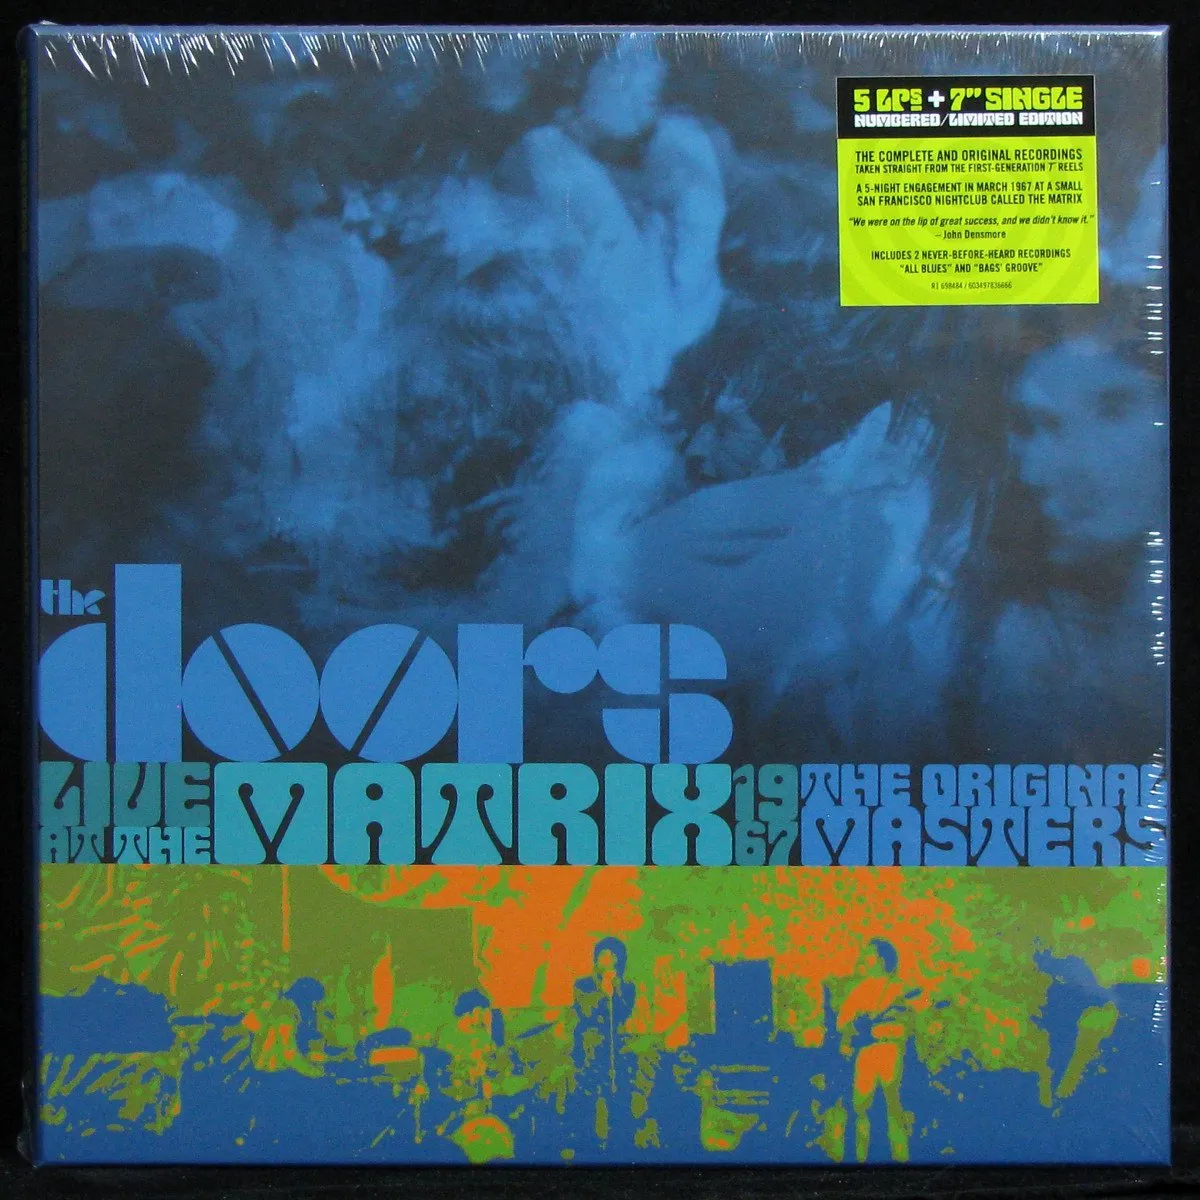 5 LPs + 7" SINGLE
NUMBERED/LIMITED EDITION
THE COMPLETE AND ORIGINAL RECORDINGS
TAKEN STRAIGHT FROM THE FIRST-GENERATION 7" REELS
A 5-NIGHT ENGAGEMENT IN MARCH 1967 AT A SMALL
SAN FRANCISCO NIGHTCLUB CALLED THE MATRIX
"We were on the lip of great success, and we didn't know it."
– John Densmore
INCLUDES 2 NEVER-BEFORE-HEARD RECORDINGS
"ALL BLUES" AND "BAGS' GROOVE"
R1 698484 / 603497836666
the
doors
LIVE
AT THE
MATRIX
19
67
THE ORIGINAL
MASTERS